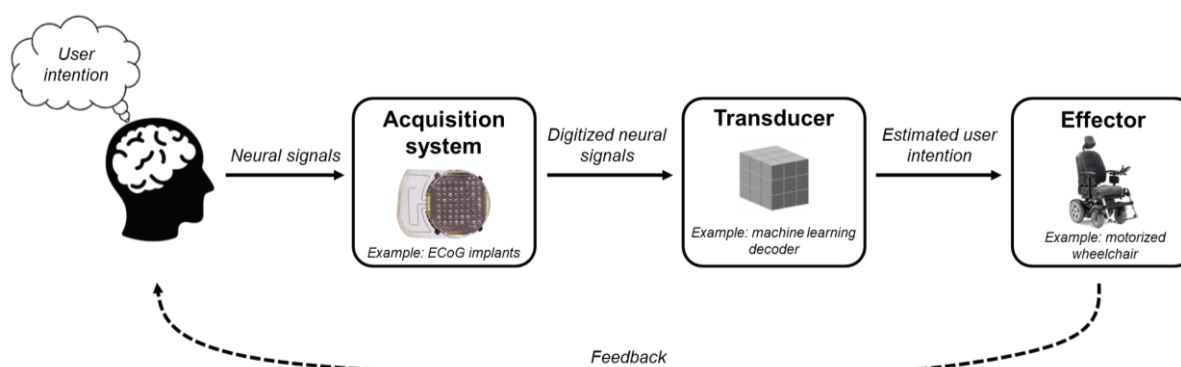 User
intention
Neural signals
Acquisition
system
Example: ECoG implants
Digitized neural
signals
Transducer
Example: machine learning
decoder
Estimated user
intention
Effector
Example: motorized
wheelchair
Feedback